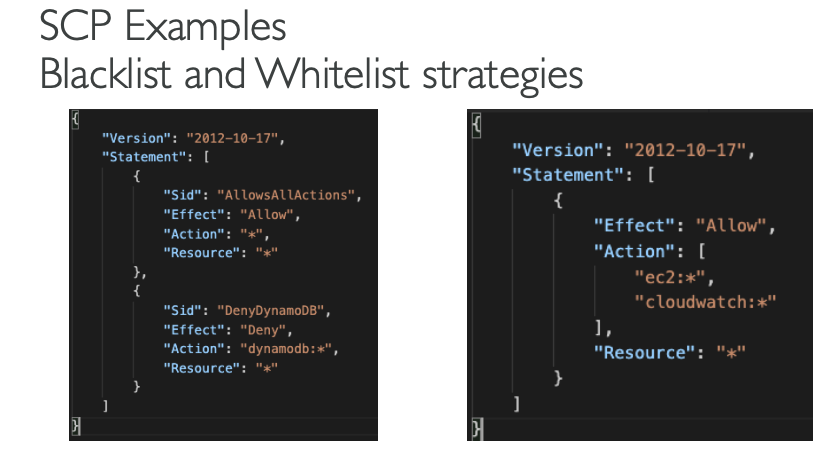 SCP Examples
Blacklist and Whitelist strategies
{
"Version": "2012-10-17",
"Statement": [
{
"Sid": "AllowsAllActions",
"Effect": "Allow",
"Action": "*",
"Resource": "*"
},
{
"Sid": "DenyDynamoDB",
"Effect": "Deny",
"Action": "dynamodb:*",
"Resource": "*"
}
]
}
{
"Version": "2012-10-17",
"Statement": [
{
"Effect": "Allow",
"Action": [
"ec2:*",
"cloudwatch:*"
],
"Resource": "*"
}
]
}